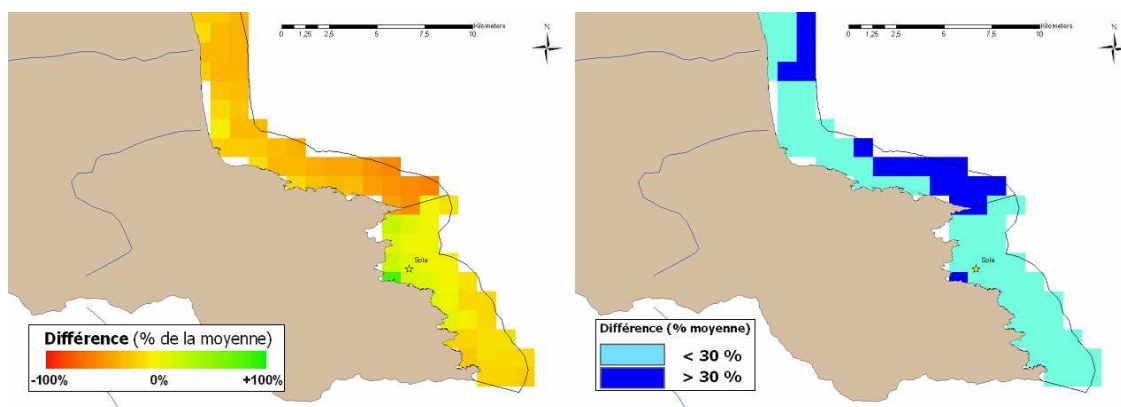 Kilometers
0 1,25 2,5 5 7,5 10
N
Sola
Différence (% de la moyenne)
-100% 0% +100%
Kilometers
0 1,25 2,5 5 7,5 10
N
Sola
Différence (% moyenne)
< 30 %
> 30 %